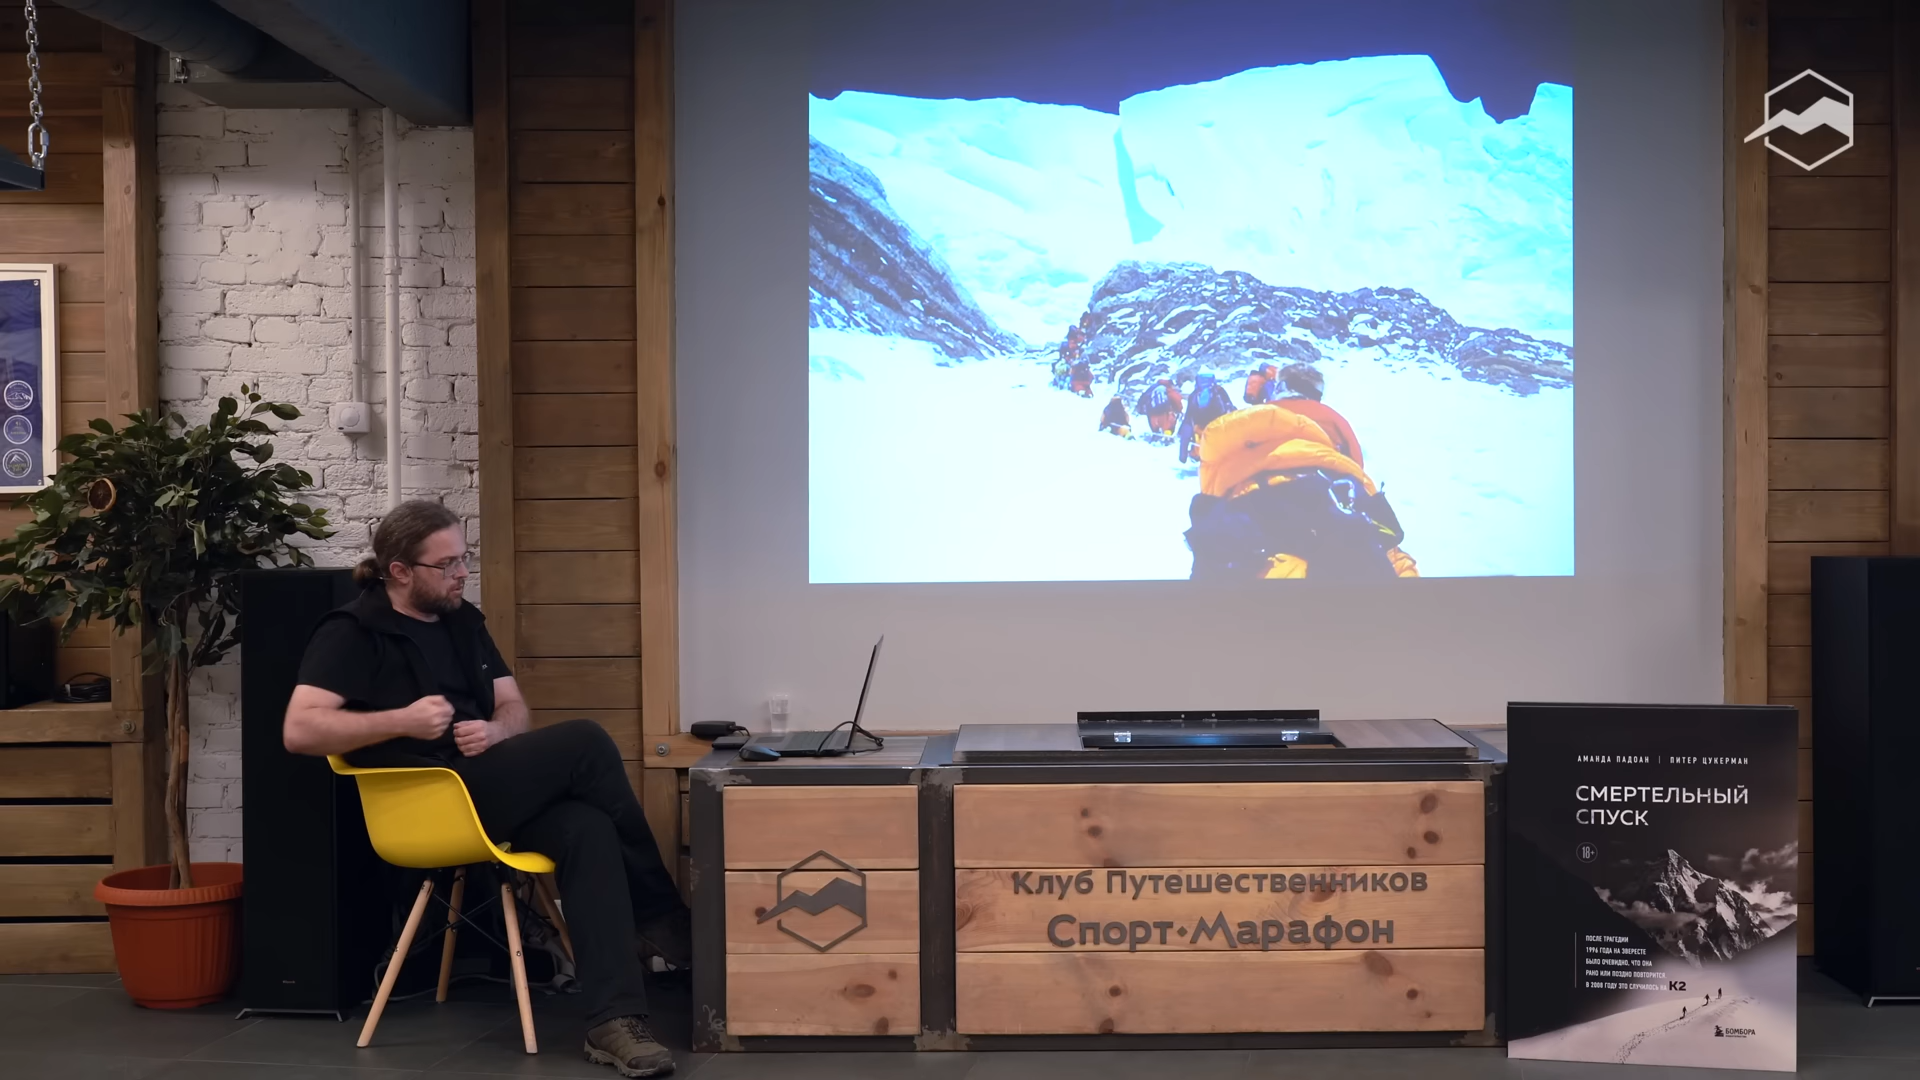 Клуб Путешественников
Спорт·Марафон
АМАНДА ПАДОАН | ПИТЕР ЦУКЕРМАН
СМЕРТЕЛЬНЫЙ
СПУСК
18+
ПОСЛЕ ТРАГЕДИИ
1996 ГОДА НА ЭВЕРЕСТЕ
БЫЛО ОЧЕВИДНО, ЧТО ОНА
РАНО ИЛИ ПОЗДНО ПОВТОРИТСЯ.
В 2008 ГОДУ ЭТО СЛУЧИЛОСЬ НА К2
БОМБОРА